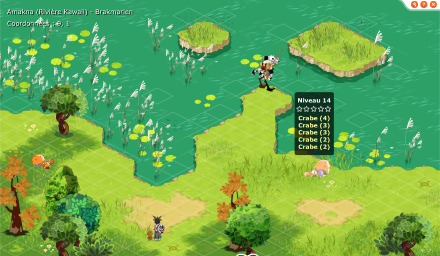 Amakna (Rivière Kawaii) - Brakmarien
Coordonnées : 9, 1
Niveau 14
Crabe (4)
Crabe (3)
Crabe (3)
Crabe (2)
Crabe (2)